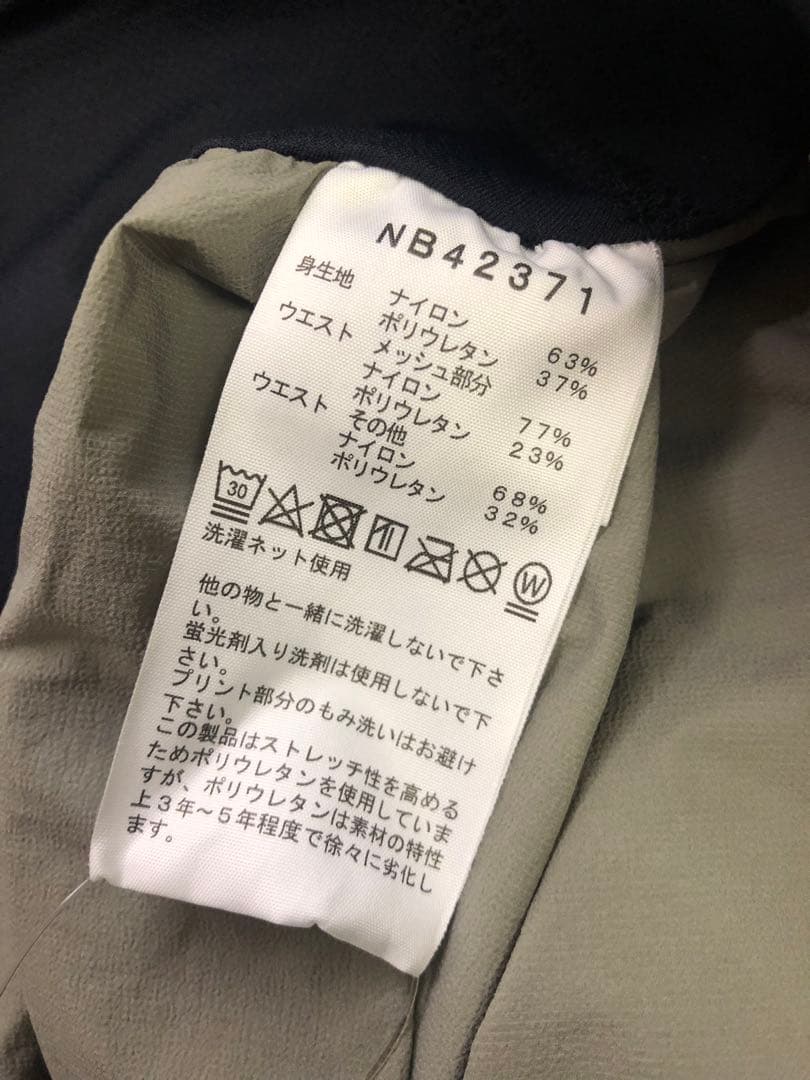 NB42371
身生地 ナイロン 63%
ポリウレタン 37%
ウエスト メッシュ部分
ナイロン 77%
ポリウレタン 23%
ウエスト その他
ナイロン 68%
ポリウレタン 32%
30 W
洗濯ネット使用
他の物と一緒に洗濯しないで下さ
い。
蛍光剤入り洗剤は使用しないで下
さい。
プリント部分のもみ洗いはお避け
下さい。
この製品はストレッチ性を高める
ためポリウレタンを使用していま
すが、ポリウレタンは素材の特性
上3年~5年程度で徐々に劣化し
ます。